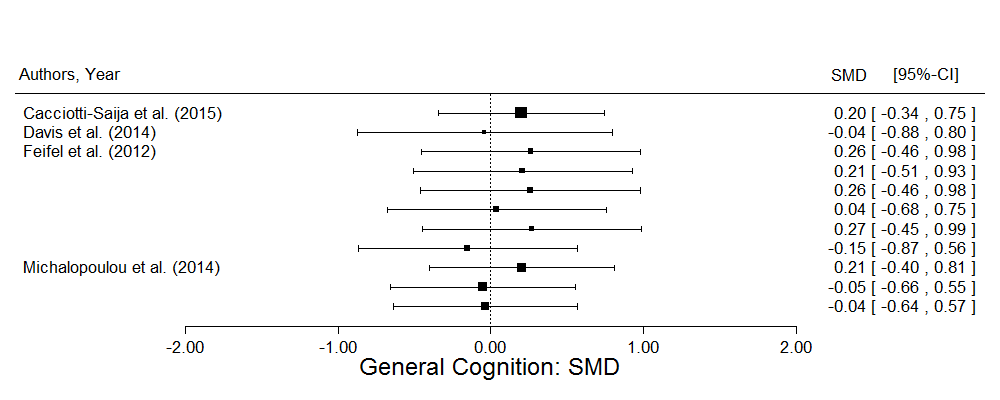 Authors, Year SMD [95%-CI]
Cacciotti-Saija et al. (2015) 0.20 [ -0.34 , 0.75 ]
Davis et al. (2014) -0.04 [ -0.88 , 0.80 ]
Feifel et al. (2012) 0.26 [ -0.46 , 0.98 ]
0.21 [ -0.51 , 0.93 ]
0.26 [ -0.46 , 0.98 ]
0.04 [ -0.68 , 0.75 ]
0.27 [ -0.45 , 0.99 ]
-0.15 [ -0.87 , 0.56 ]
Michalopoulou et al. (2014) 0.21 [ -0.40 , 0.81 ]
-0.05 [ -0.66 , 0.55 ]
-0.04 [ -0.64 , 0.57 ]
-2.00 -1.00 0.00 1.00 2.00
General Cognition: SMD